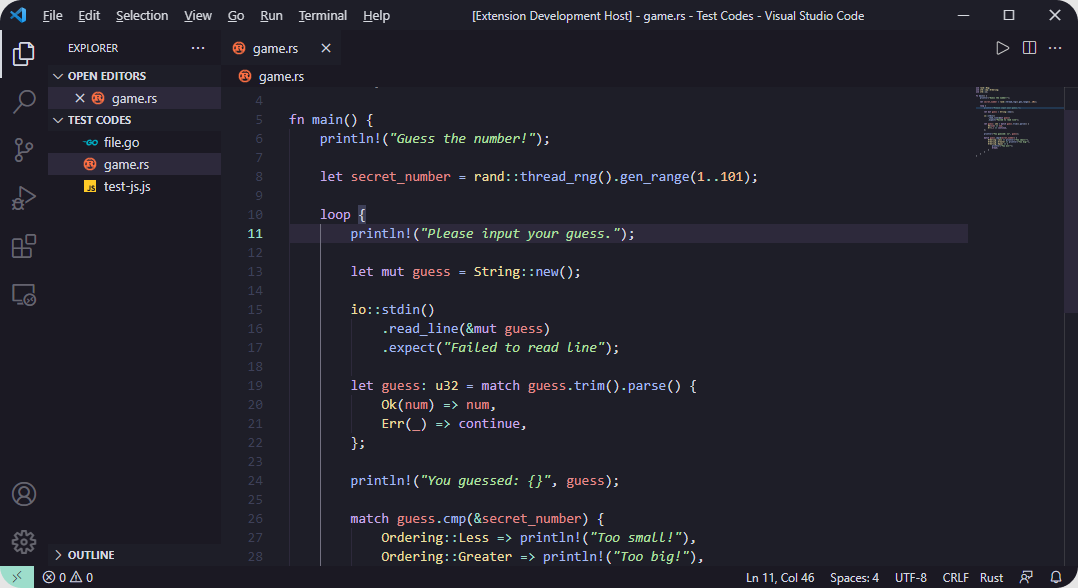 File Edit Selection View Go Run Terminal Help [Extension Development Host] - game.rs - Test Codes - Visual Studio Code
EXPLORER
OPEN EDITORS
game.rs
TEST CODES
file.go
game.rs
JS test-js.js
OUTLINE
game.rs
game.rs
4
5 fn main() {
6 println!("Guess the number!");
7
8 let secret_number = rand::thread_rng().gen_range(1..101);
9
10 loop {
11 println!("Please input your guess.");
12
13 let mut guess = String::new();
14
15 io::stdin()
16 .read_line(&mut guess)
17 .expect("Failed to read line");
18
19 let guess: u32 = match guess.trim().parse() {
20 Ok(num) => num,
21 Err(_) => continue,
22 };
23
24 println!("You guessed: {}", guess);
25
26 match guess.cmp(&secret_number) {
27 Ordering::Less => println!("Too small!"),
28 Ordering::Greater => println!("Too big!"),
0 0 Ln 11, Col 46 Spaces: 4 UTF-8 CRLF Rust